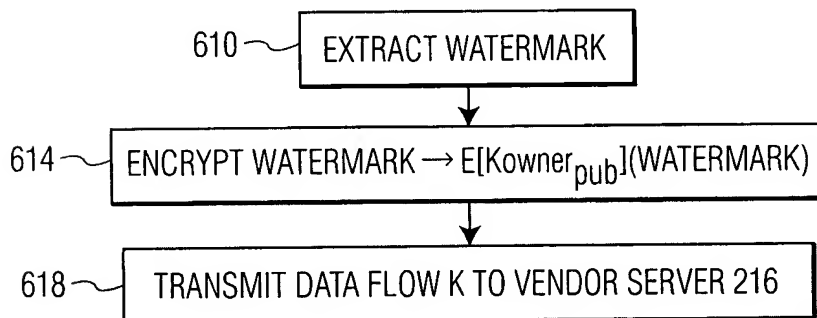 610 EXTRACT WATERMARK
614 ENCRYPT WATERMARK → E[Kowner_pub](WATERMARK)
618 TRANSMIT DATA FLOW K TO VENDOR SERVER 216